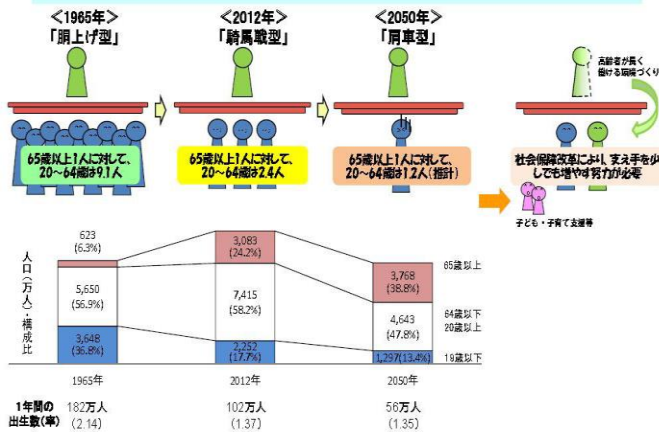 <1965年>
「胴上げ型」
<2012年>
「騎馬戦型」
<2050年>
「肩車型」
高齢者が長く
働ける環境づくり
65歳以上1人に対して、
20～64歳は9.1人
65歳以上1人に対して、
20～64歳は2.4人
65歳以上1人に対して、
20～64歳は1.2人(推計)
社会保障改革により、支え手を少
しでも増やす努力が必要
子ども・子育て支援等
人口(万人)・構成比
623
(6.3%)
5,650
(56.9%)
3,648
(36.8%)
3,083
(24.2%)
7,415
(58.2%)
2,252
(17.7%)
3,768
(38.8%)
4,643
(47.8%)
1,297(13.4%)
65歳以上
64歳以下
20歳以上
19歳以下
1965年
2012年
2050年
1年間の
出生数(率)
182万人
(2.14)
102万人
(1.37)
56万人
(1.35)